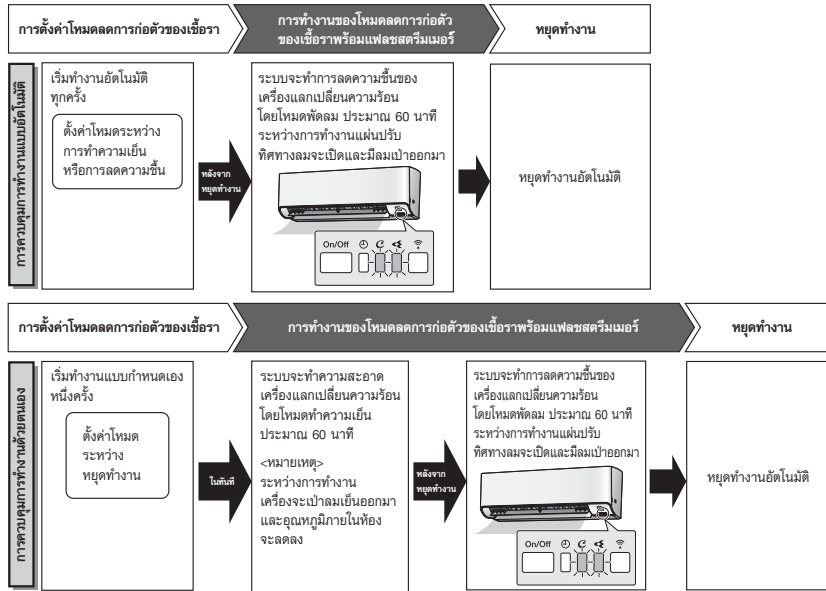 การตั้งค่าโหมดลดการก่อตัวของเชื้อรา
การทำงานของโหมดลดการก่อตัว
ของเชื้อราพร้อมแฟลชสตรีมเมอร์
หยุดทำงาน
การควบคุมการทำงานแบบอัตโนมัติ
เริ่มทำงานอัตโนมัติ
ทุกครั้ง
ตั้งค่าโหมดระหว่าง
การทำความเย็น
หรือการลดความชื้น
หลังจาก
หยุดทำงาน
ระบบจะทำการลดความชื้นของ
เครื่องแลกเปลี่ยนความร้อน
โดยโหมดพัดลม ประมาณ 60 นาที
ระหว่างการทำงานแผ่นปรับ
ทิศทางลมจะเปิดและมีลมเป่าออกมา
On/Off
หยุดทำงานอัตโนมัติ
การตั้งค่าโหมดลดการก่อตัวของเชื้อรา
การทำงานของโหมดลดการก่อตัวของเชื้อราพร้อมแฟลชสตรีมเมอร์
หยุดทำงาน
การควบคุมการทำงานด้วยตนเอง
เริ่มทำงานแบบกำหนดเอง
หนึ่งครั้ง
ตั้งค่าโหมด
ระหว่าง
หยุดทำงาน
ในทันที
ระบบจะทำความสะอาด
เครื่องแลกเปลี่ยนความร้อน
โดยโหมดทำความเย็น
ประมาณ 60 นาที
<หมายเหตุ>
ระหว่างการทำงาน
เครื่องจะเป่าลมเย็นออกมา
และอุณหภูมิภายในห้อง
จะลดลง
หลังจาก
หยุดทำงาน
ระบบจะทำการลดความชื้นของ
เครื่องแลกเปลี่ยนความร้อน
โดยโหมดพัดลม ประมาณ 60 นาที
ระหว่างการทำงานแผ่นปรับ
ทิศทางลมจะเปิดและมีลมเป่าออกมา
On/Off
หยุดทำงานอัตโนมัติ